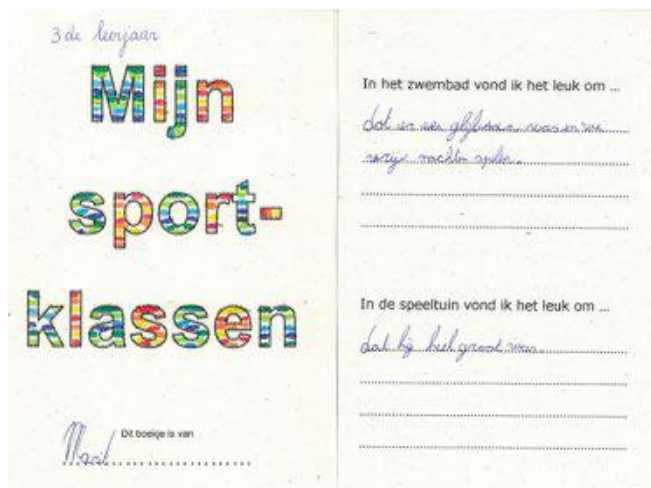 3de leerjaar
Mijn
sport-
klassen
Dit boekje is van
In het zwembad vond ik het leuk om ...
dat er een glijbaan was en we
mochten
In de speeltuin vond ik het leuk om ...
dat hij heel groot was.